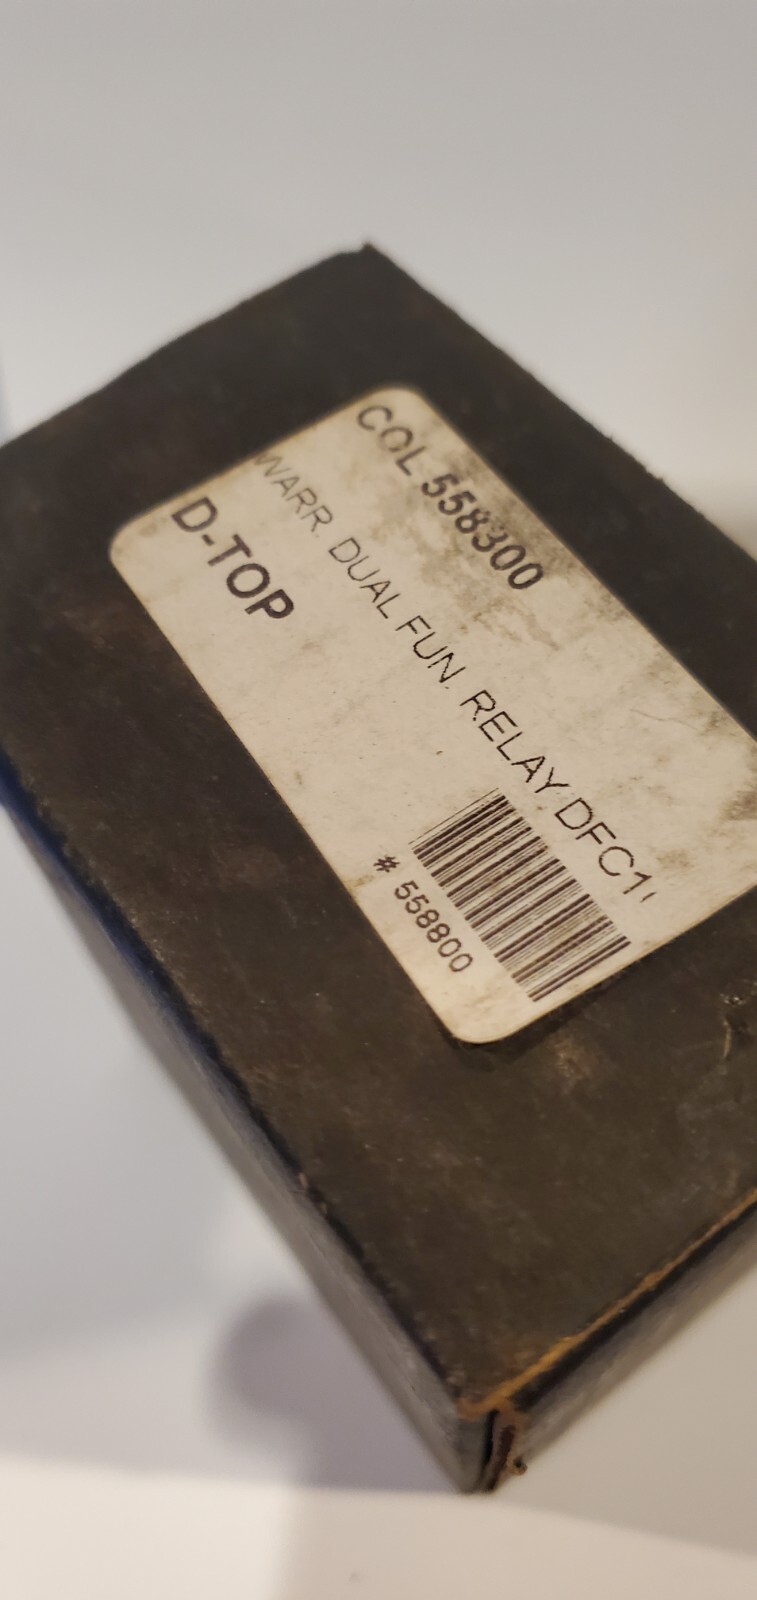 COL 558300
WARR. DUAL FUN. RELAY DFC1
D-TOP
# 558800